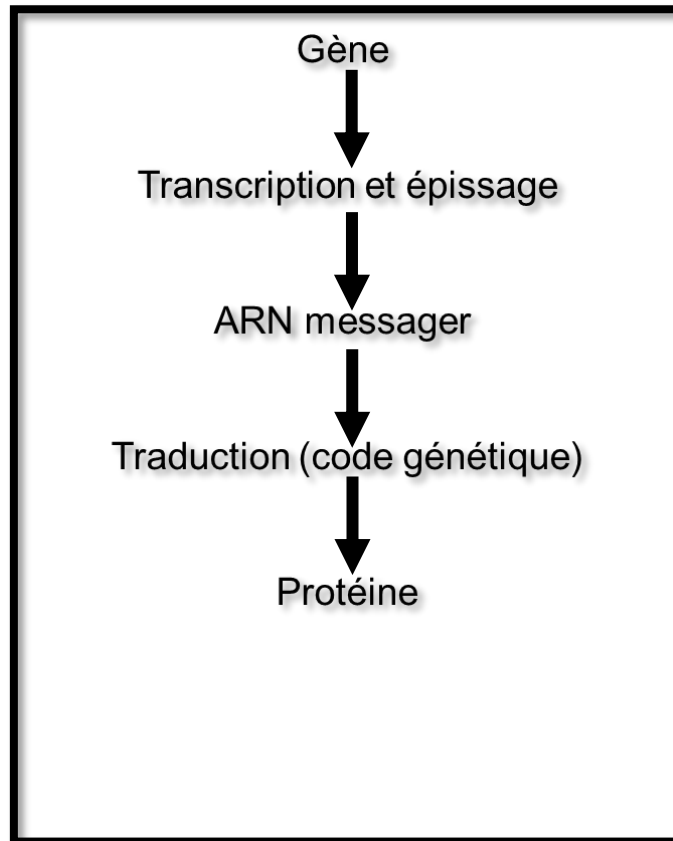 Gène
Transcription et épissage
ARN messager
Traduction (code génétique)
Protéine